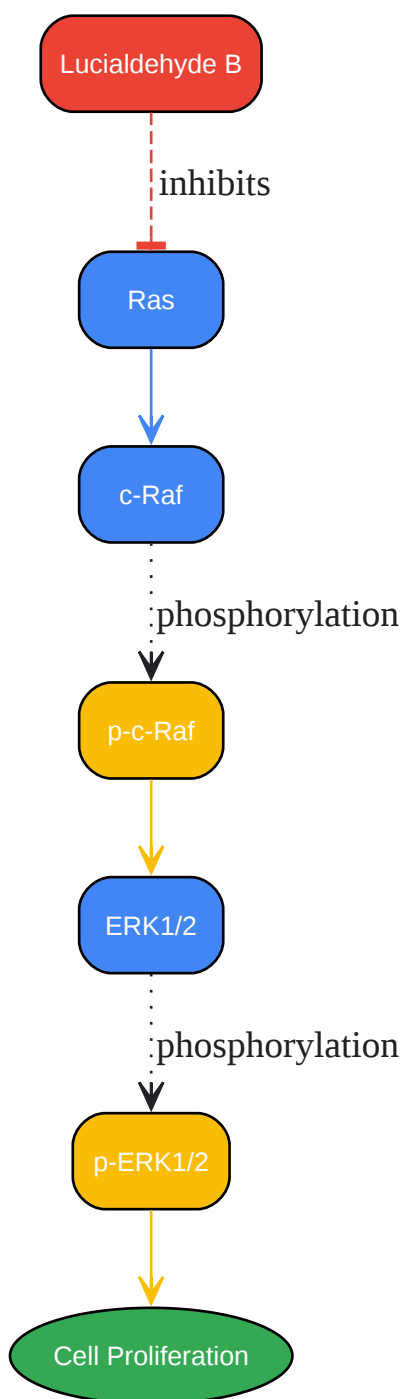 Lucialdehyde B
inhibits
Ras
c-Raf
phosphorylation
p-c-Raf
ERK1/2
phosphorylation
p-ERK1/2
Cell Proliferation